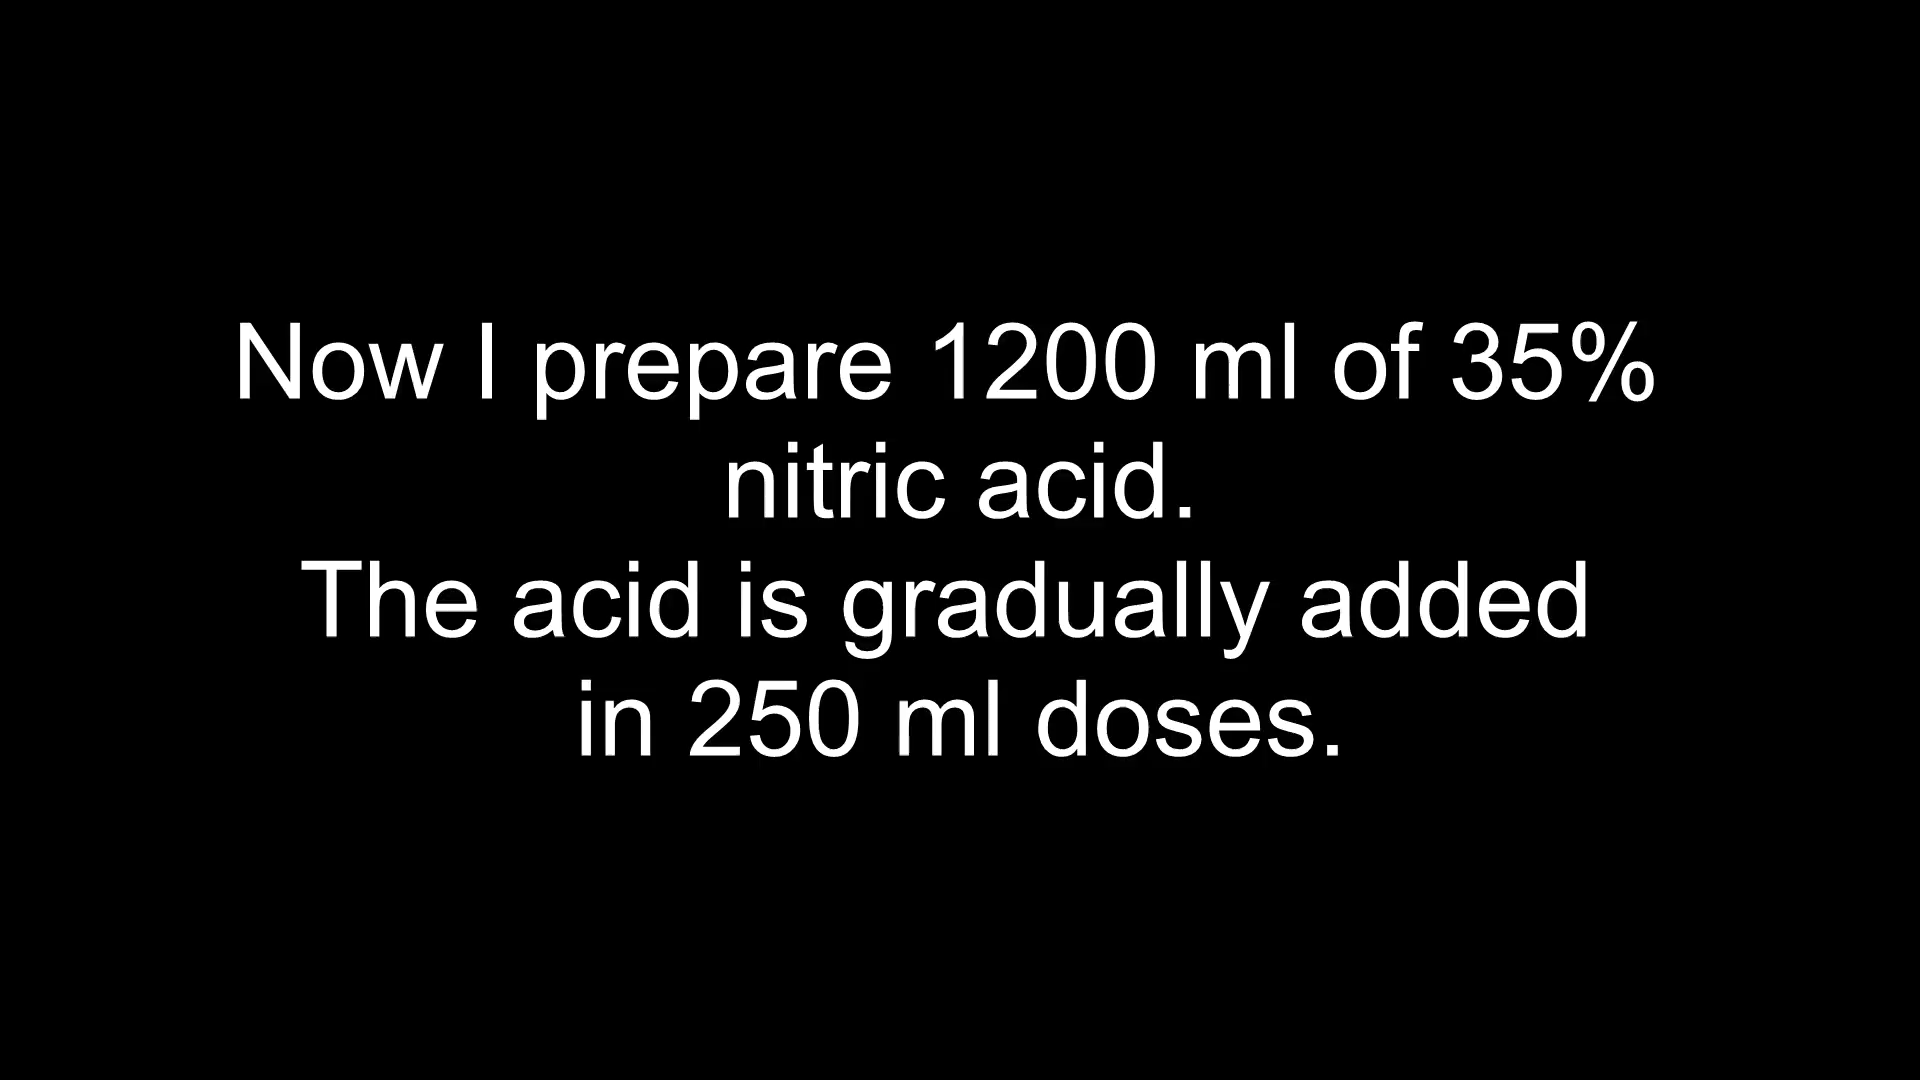 Now I prepare 1200 ml of 35%
nitric acid.
The acid is gradually added
in 250 ml doses.